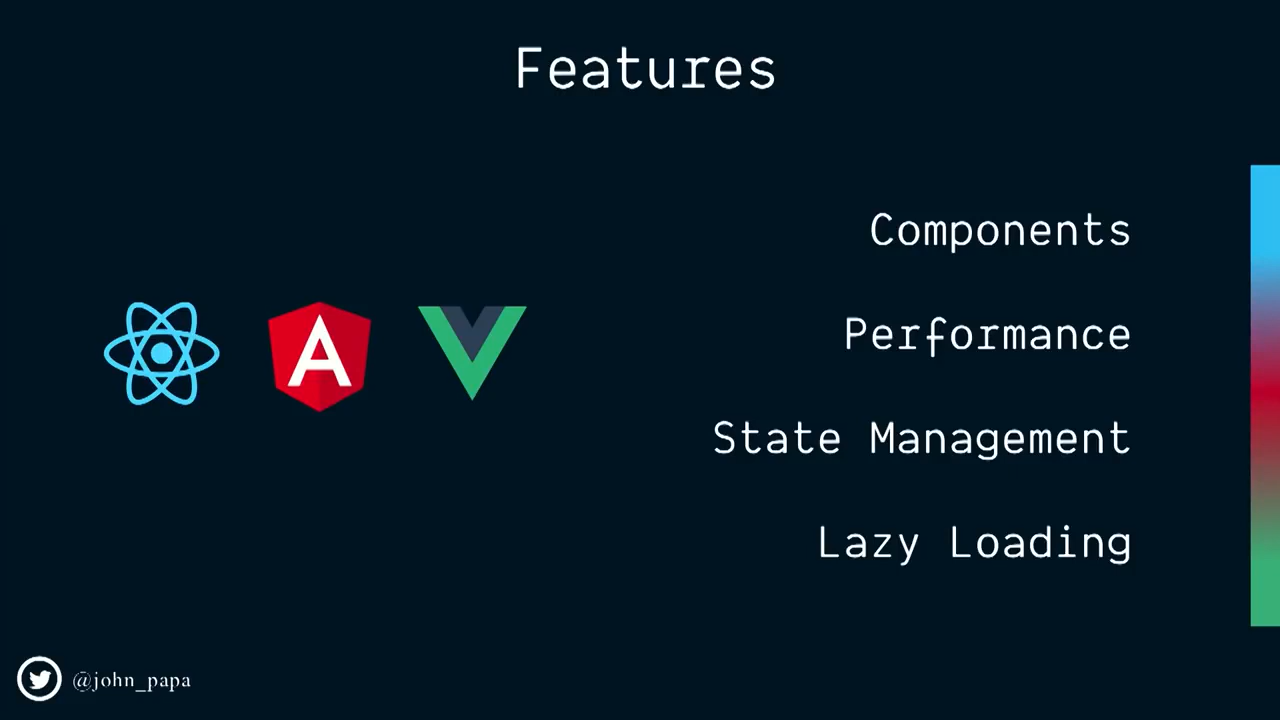 Features
Components
Performance
State Management
Lazy Loading
@john_papa